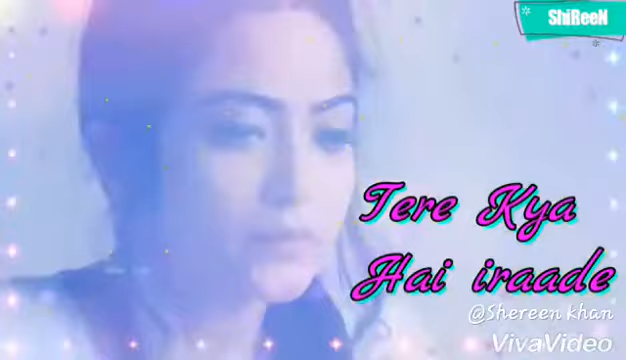 ShiReeN
Tere Kya
Hai iraade
@Shereen khan
VivaVideo